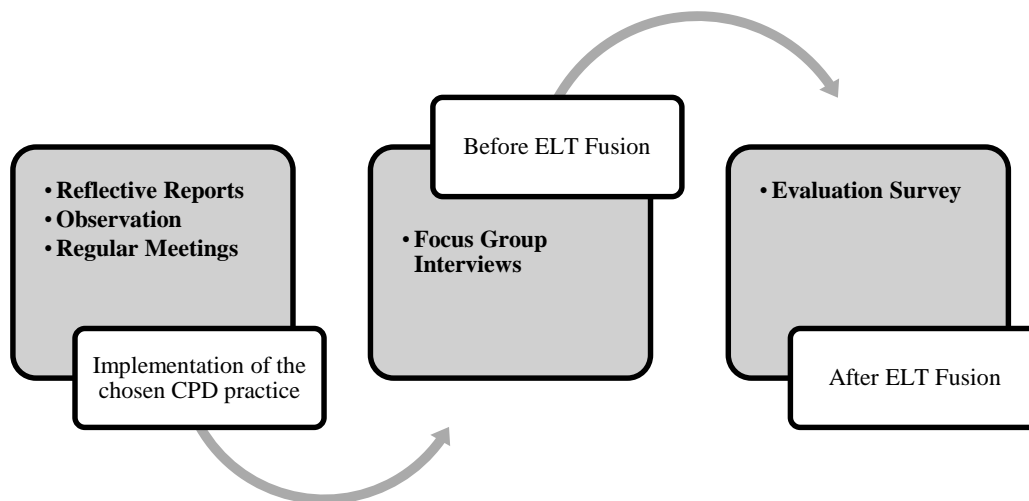 • Reflective Reports
• Observation
• Regular Meetings
Implementation of the
chosen CPD practice
Before ELT Fusion
• Focus Group
Interviews
• Evaluation Survey
After ELT Fusion